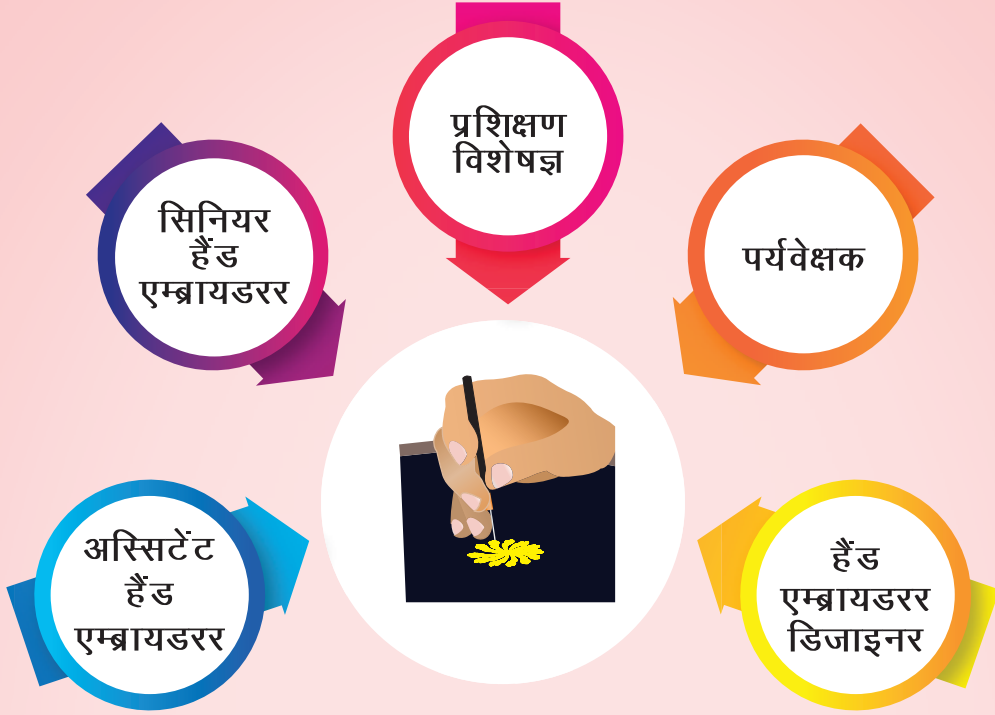 प्रशिक्षण
विशेषज्ञ
सिनियर
हैंड
एम्ब्रायडरर
पर्यवेक्षक
अस्सिटेंट
हैंड
एम्ब्रायडरर
हैंड
एम्ब्रायडरर
डिजाइनर